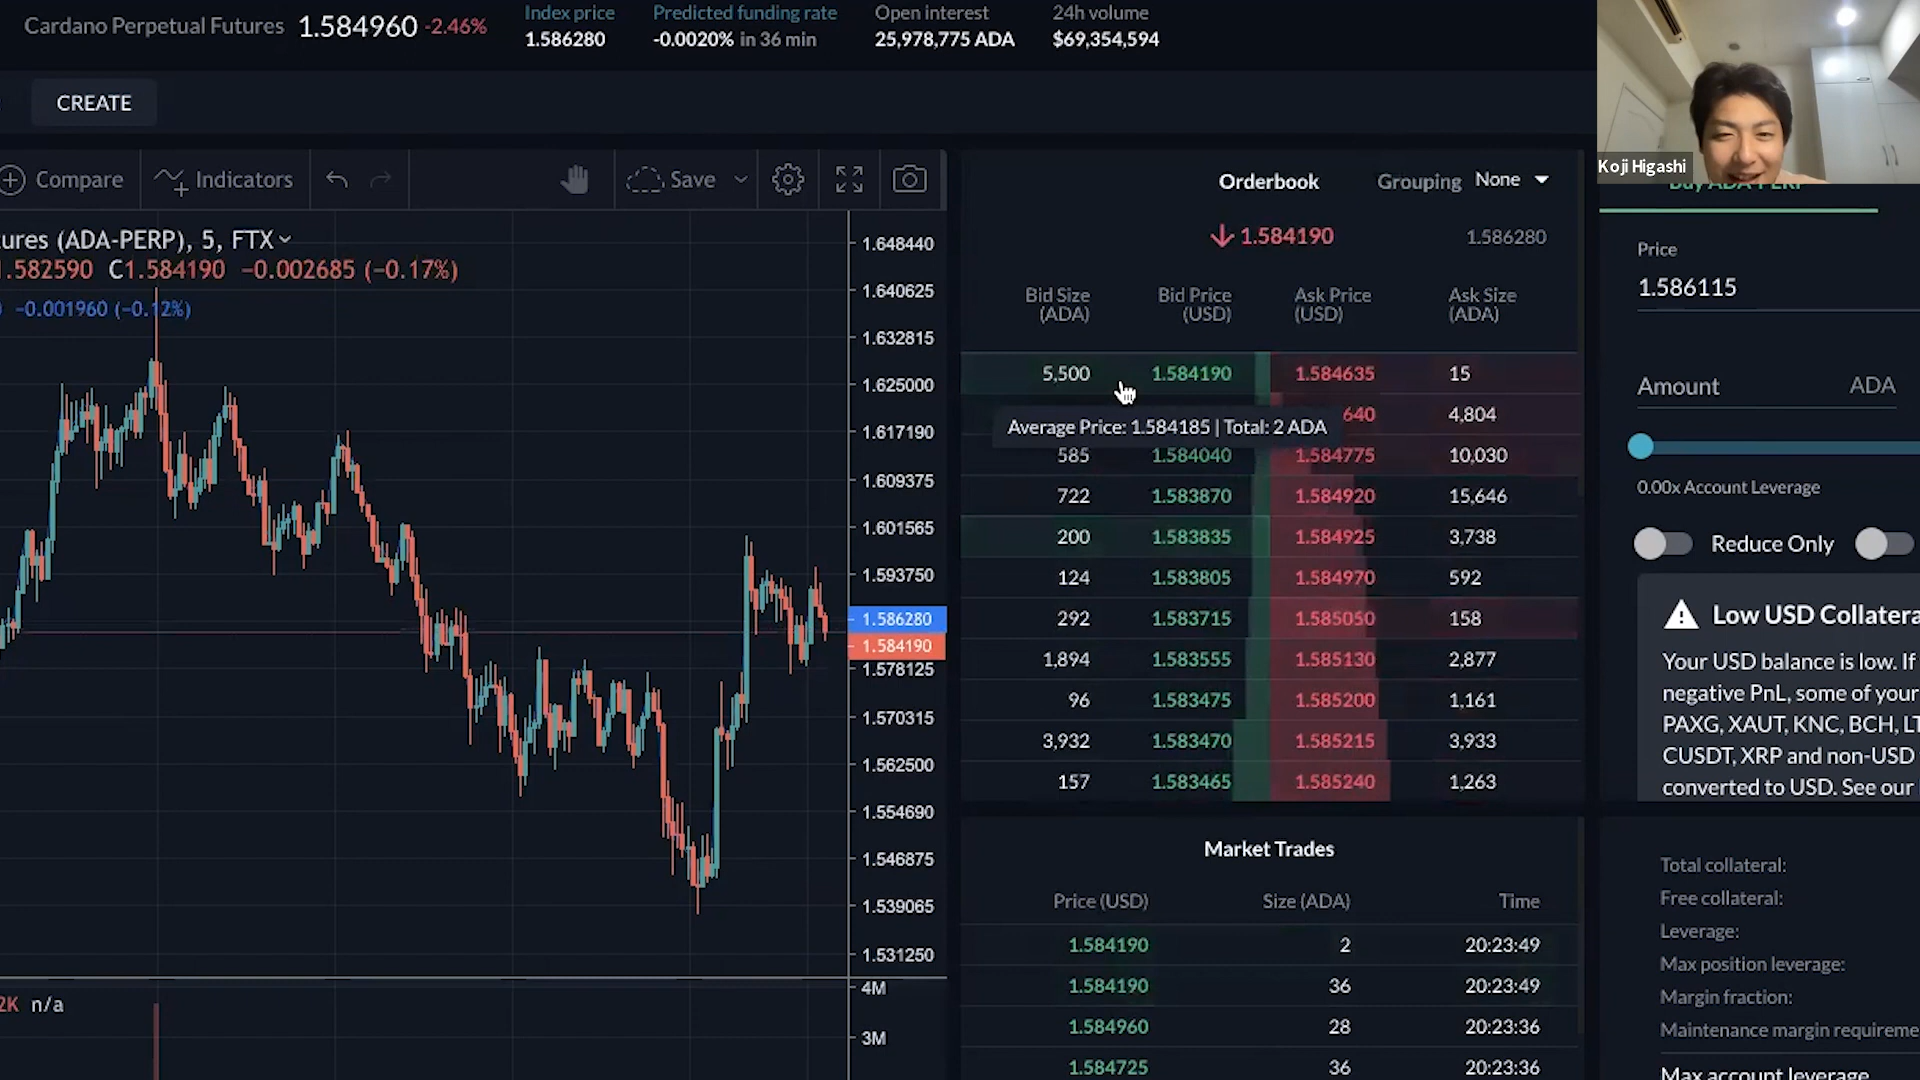 Cardano Perpetual Futures 1.584960 -2.46%
Index price
1.586280
Predicted funding rate
-0.0020% in 36 min
Open interest
25,978,775 ADA
24h volume
$69,354,594
Koji Higashi
CREATE
Compare Indicators Save
ures (ADA-PERP), 5, FTX
1.582590 C1.584190 −0.002685 (−0.17%)
−0.001960 (−0.12%)
1.648440
1.640625
1.632815
1.625000
1.617190
1.609375
1.601565
1.593750
1.586280
1.584190
1.578125
1.570315
1.562500
1.554690
1.546875
1.539065
1.531250
4M
3M
2K n/a
Orderbook Grouping None
1.584190 1.586280
Bid Size (ADA) Bid Price (USD) Ask Price (USD) Ask Size (ADA)
5,500 1.584190 1.584635 15
640 4,804
Average Price: 1.584185 | Total: 2 ADA
585 1.584040 1.584775 10,030
722 1.583870 1.584920 15,646
200 1.583835 1.584925 3,738
124 1.583805 1.584970 592
292 1.583715 1.585050 158
1,894 1.583555 1.585130 2,877
96 1.583475 1.585200 1,161
3,932 1.583470 1.585215 3,933
157 1.583465 1.585240 1,263
Market Trades
Price (USD) Size (ADA) Time
1.584190 2 20:23:49
1.584190 36 20:23:49
1.584960 28 20:23:36
1.584725 36 20:23:36
Buy ADA-PERP
Price
1.586115
Amount ADA
0.00x Account Leverage
Reduce Only
Low USD Collatera
Your USD balance is low. If
negative PnL, some of your
PAXG, XAUT, KNC, BCH, LT
CUSDT, XRP and non-USD
converted to USD. See our
Total collateral:
Free collateral:
Leverage:
Max position leverage:
Margin fraction:
Maintenance margin requireme
Max account leverage